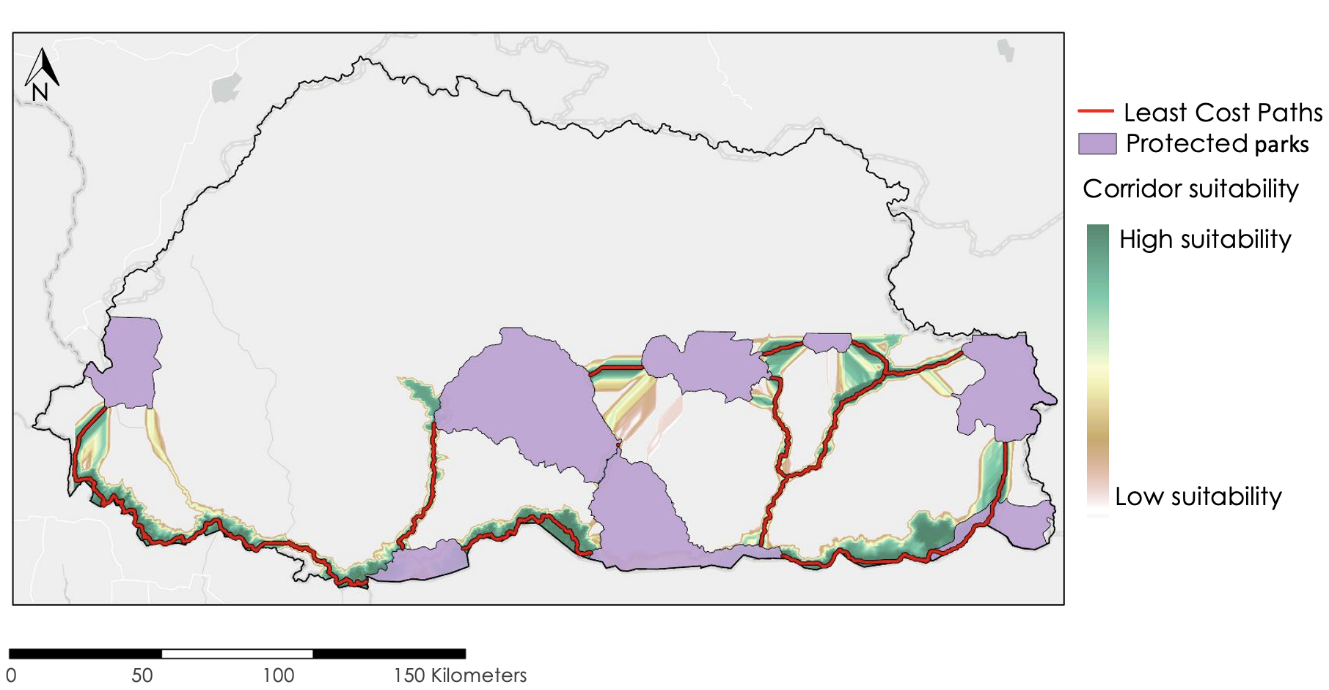 N
Least Cost Paths
Protected parks
Corridor suitability
High suitability
Low suitability
0 50 100 150 Kilometers